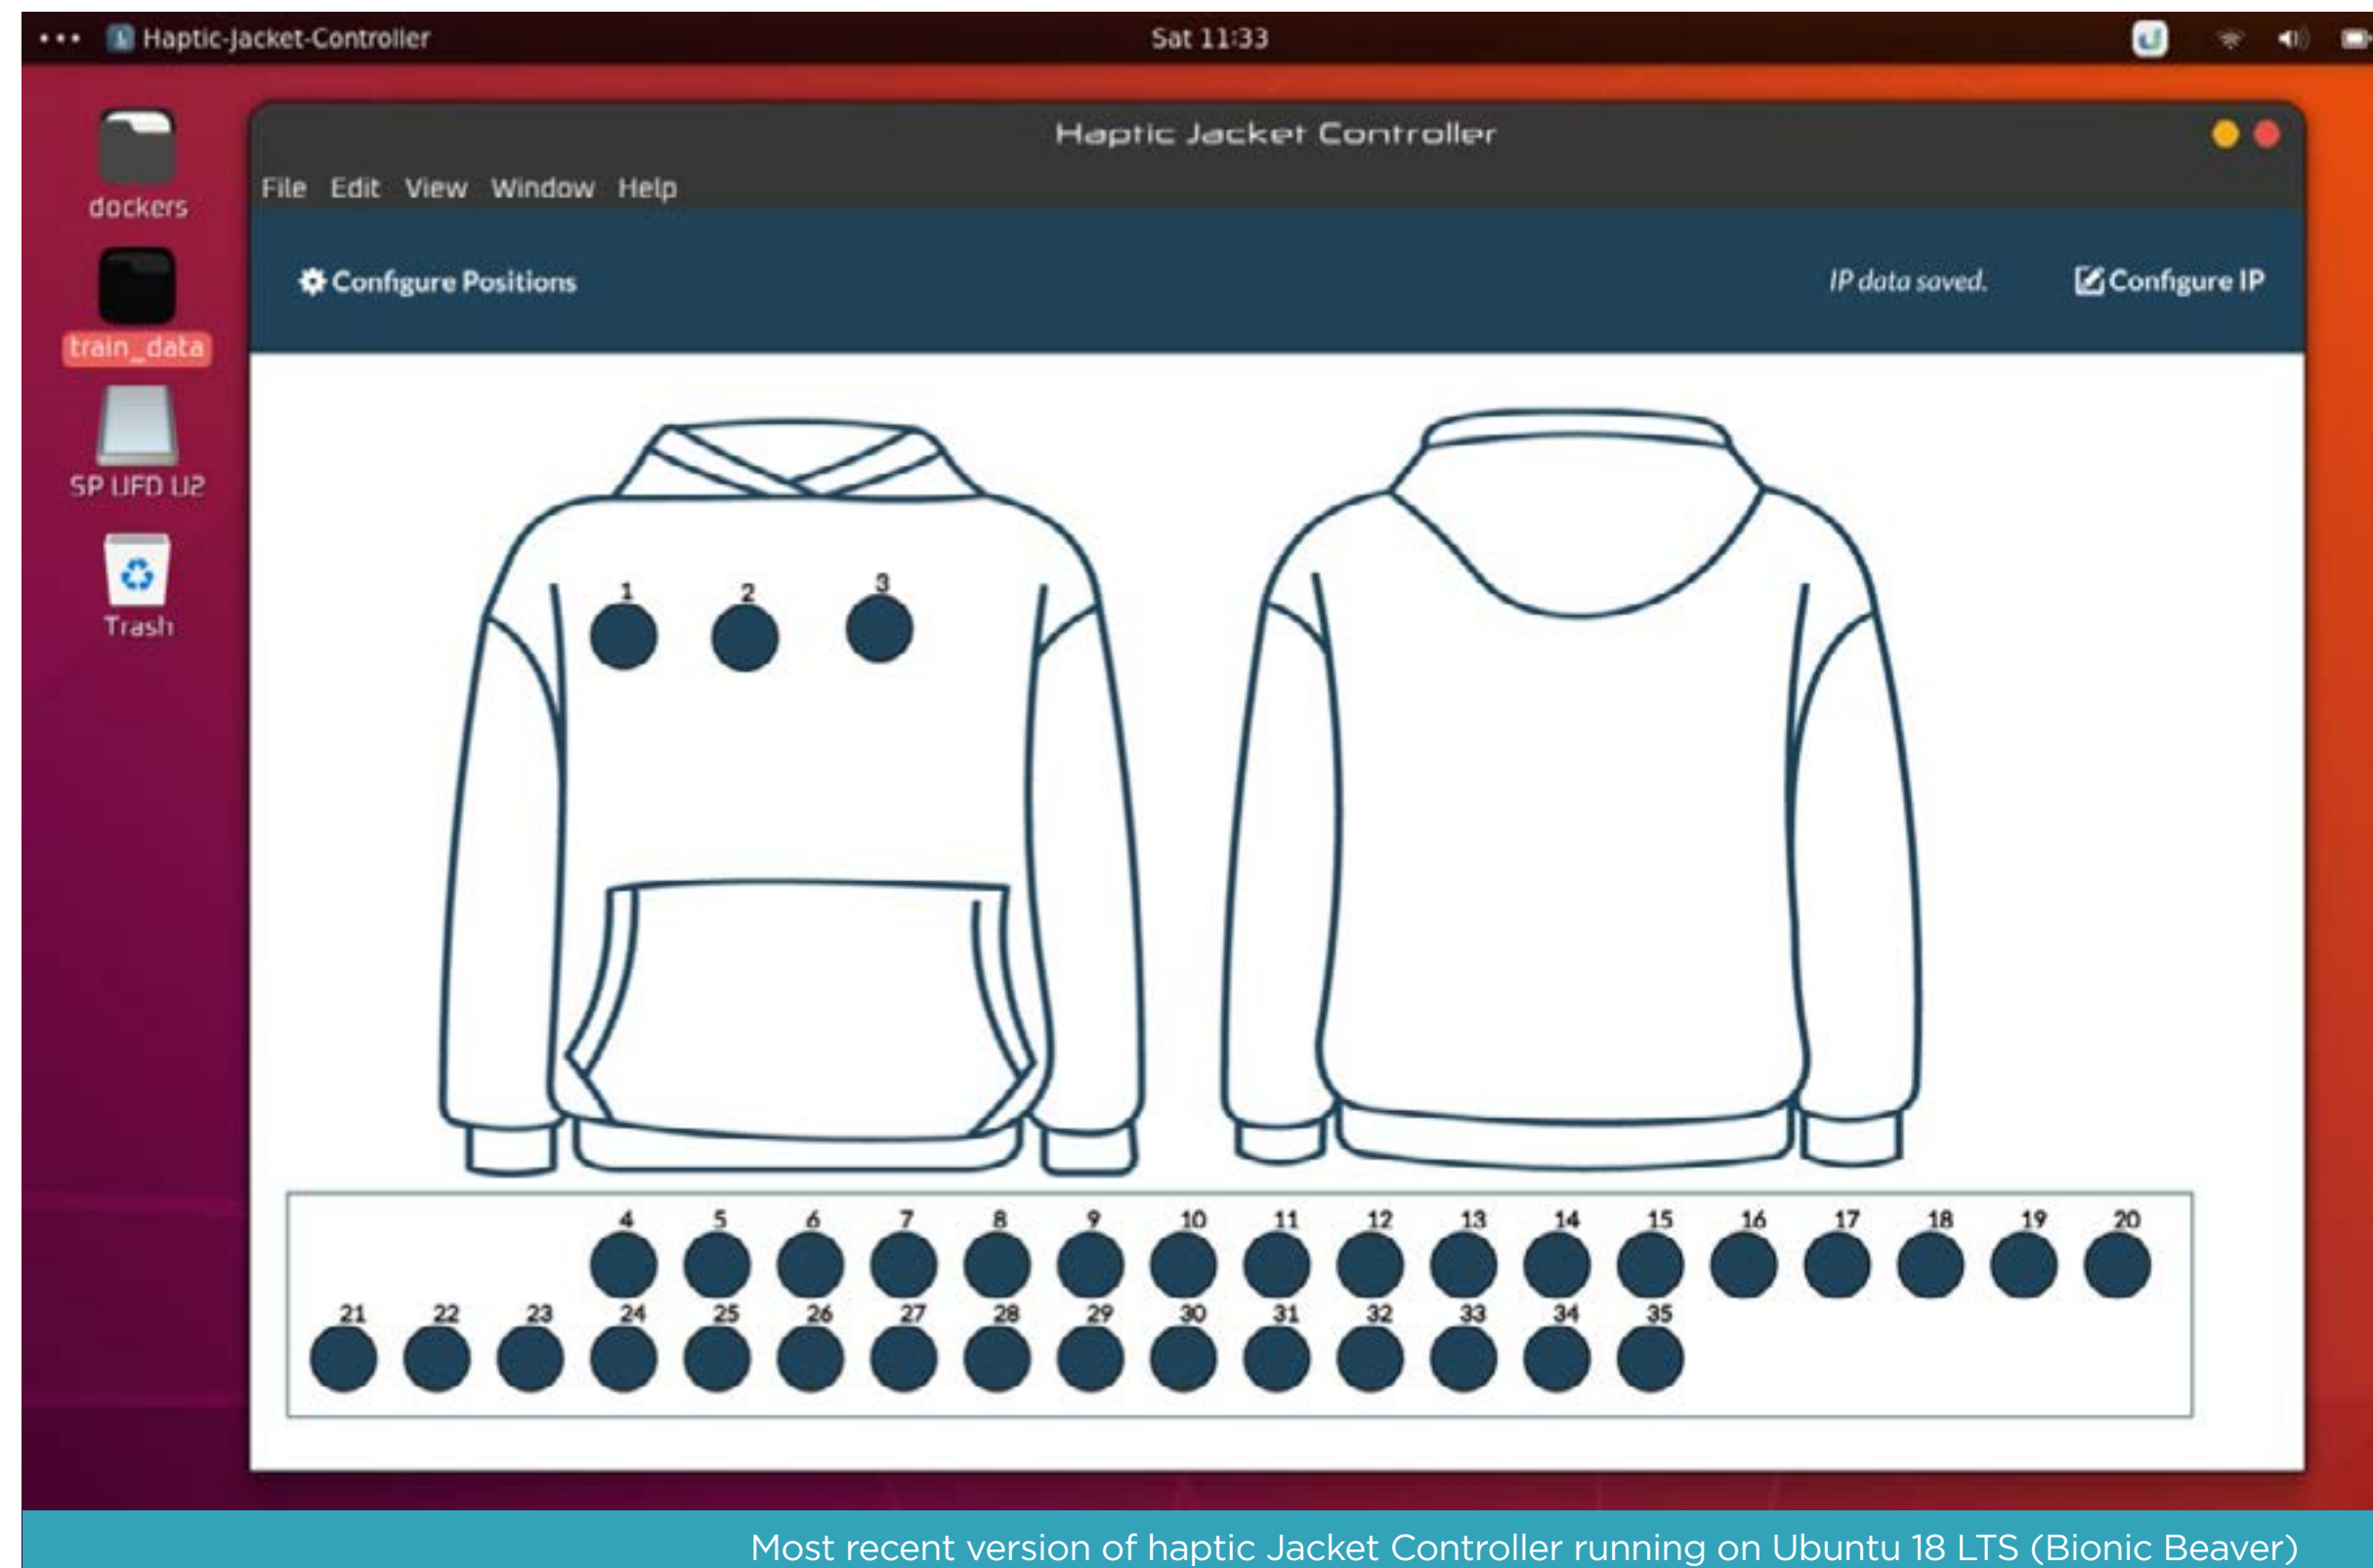 Haptic-Jacket-Controller Sat 11:33
Haptic Jacket Controller
File Edit View Window Help
Configure Positions IP data saved. Configure IP
dockers
train_data
SP UFD U2
Trash
1 2 3
4 5 6 7 8 9 10 11 12 13 14 15 16 17 18 19 20
21 22 23 24 25 26 27 28 29 30 31 32 33 34 35
Most recent version of haptic Jacket Controller running on Ubuntu 18 LTS (Bionic Beaver)